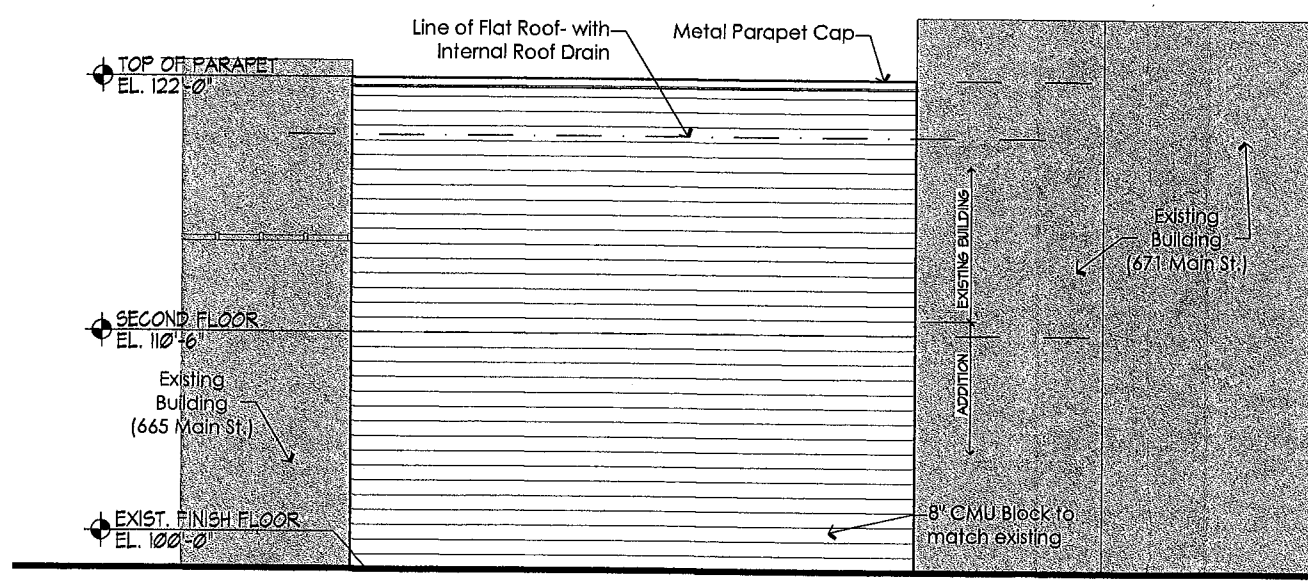 Line of Flat Roof- with
Internal Roof Drain
Metal Parapet Cap
TOP OF PARAPET
EL. 122'-0"
EXISTING BUILDING
Existing
Building
(671 Main St.)
SECOND FLOOR
EL. 110'-6"
ADDITION
Existing
Building
(665 Main St.)
8" CMU Block to
match existing
EXIST. FINISH FLOOR
EL. 100'-0"